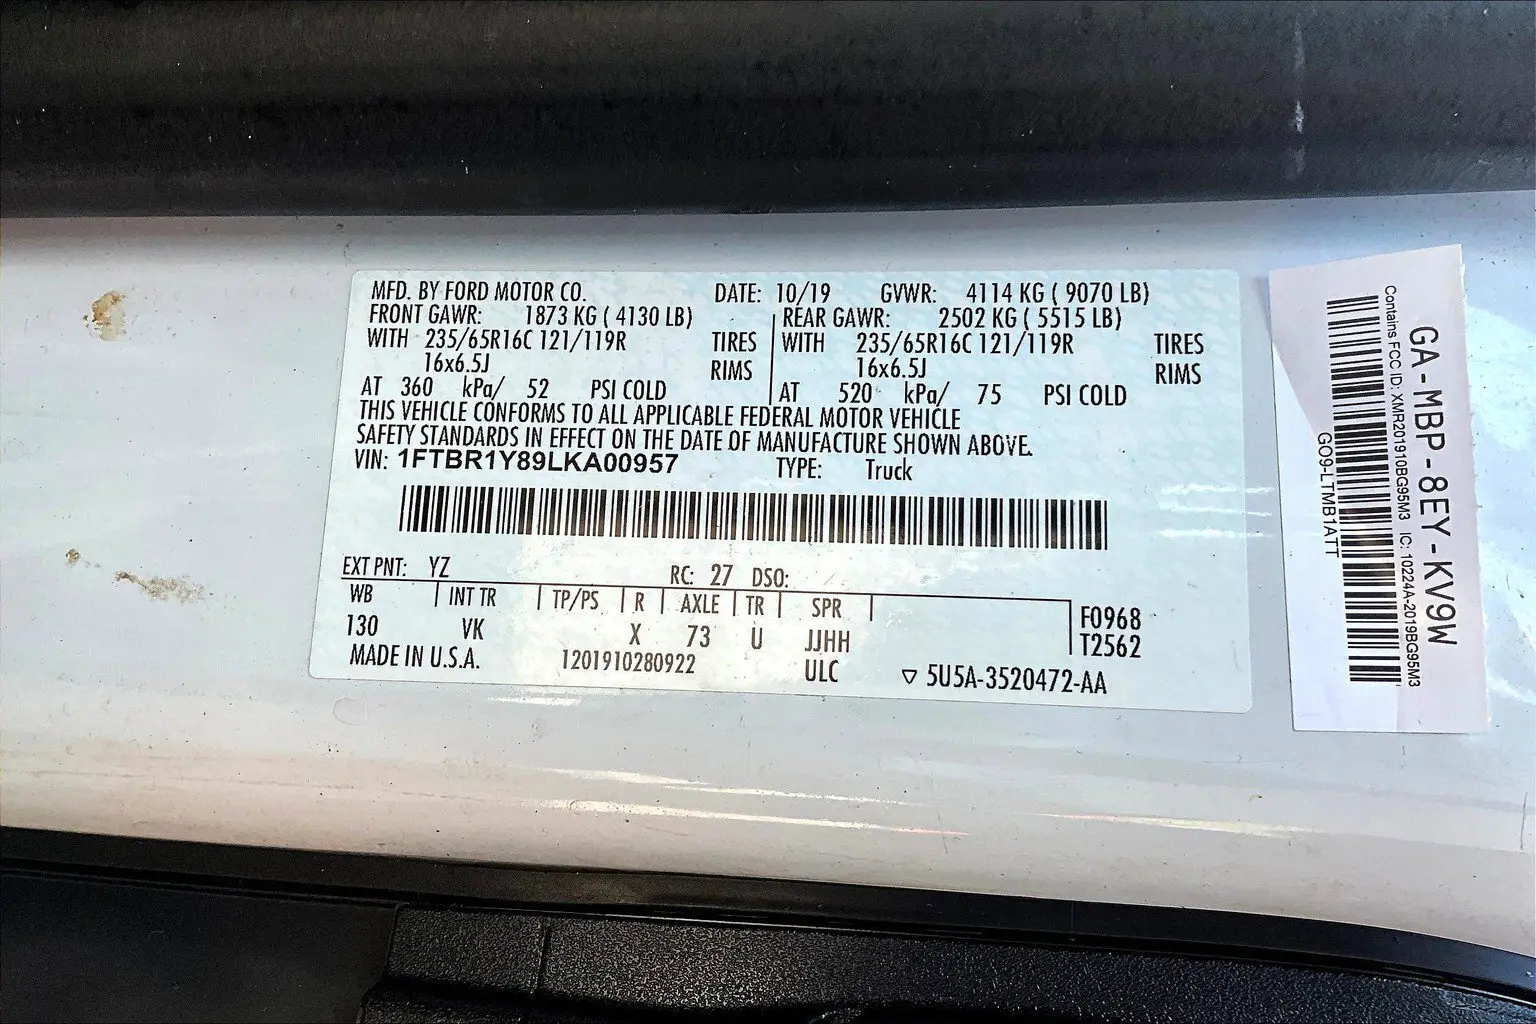 MFD. BY FORD MOTOR CO. DATE: 10/19 GVWR: 4114 KG ( 9070 LB)
FRONT GAWR: 1873 KG ( 4130 LB) REAR GAWR: 2502 KG ( 5515 LB)
WITH 235/65R16C 121/119R TIRES WITH 235/65R16C 121/119R TIRES
16x6.5J RIMS 16x6.5J RIMS
AT 360 kPa/ 52 PSI COLD AT 520 kPa/ 75 PSI COLD
THIS VEHICLE CONFORMS TO ALL APPLICABLE FEDERAL MOTOR VEHICLE
SAFETY STANDARDS IN EFFECT ON THE DATE OF MANUFACTURE SHOWN ABOVE.
VIN: 1FTBR1Y89LKA00957 TYPE: Truck
EXT PNT: YZ RC: 27 DSO:
WB INT TR TP/PS R AXLE TR SPR
130 VK X 73 U JJHH
F0968
T2562
MADE IN U.S.A. 1201910280922 ULC ▽ 5U5A-3520472-AA
GA-MBP-8EY-KV9W
Contains FCC ID: XMR201910BG95M3 IC: 10224A-2019BG95M3
GO9-LTMB1ATT